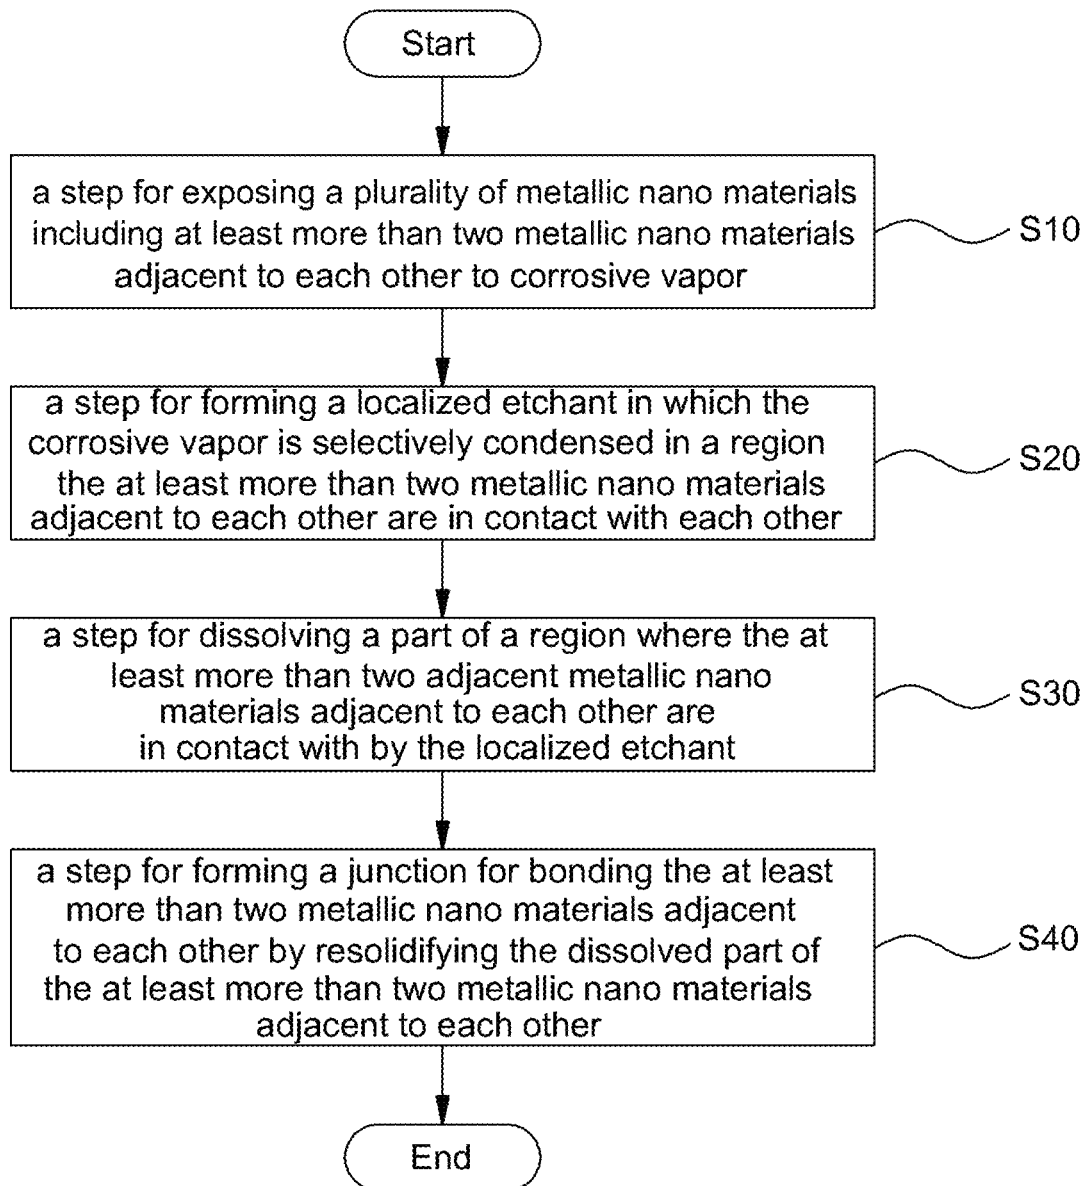 Start
a step for exposing a plurality of metallic nano materials
including at least more than two metallic nano materials
adjacent to each other to corrosive vapor
S10
a step for forming a localized etchant in which the
corrosive vapor is selectively condensed in a region
the at least more than two metallic nano materials
adjacent to each other are in contact with each other
S20
a step for dissolving a part of a region where the at
least more than two adjacent metallic nano
materials adjacent to each other are
in contact with by the localized etchant
S30
a step for forming a junction for bonding the at least
more than two metallic nano materials adjacent
to each other by resolidifying the dissolved part of
the at least more than two metallic nano materials
adjacent to each other
S40
End